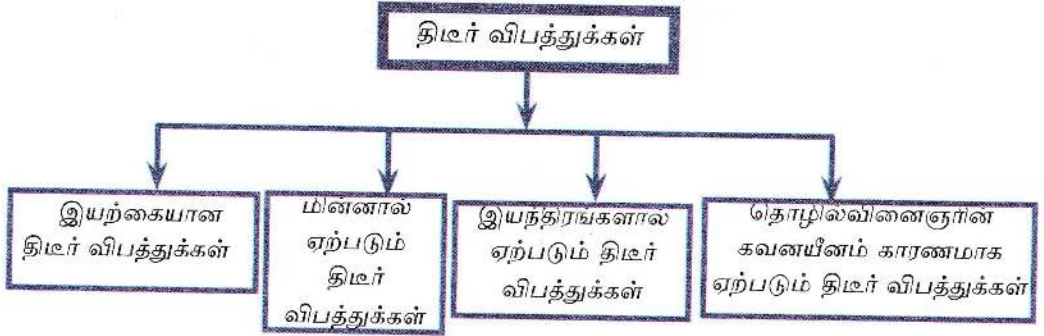 திடீர் விபத்துக்கள்
இயற்கையான
திடீர் விபத்துக்கள்
மின்னால்
ஏற்படும்
திடீர்
விபத்துக்கள்
இயந்திரங்களால்
ஏற்படும் திடீர்
விபத்துக்கள்
தொழில்வினைஞரின்
கவனயீனம் காரணமாக
ஏற்படும் திடீர் விபத்துக்கள்